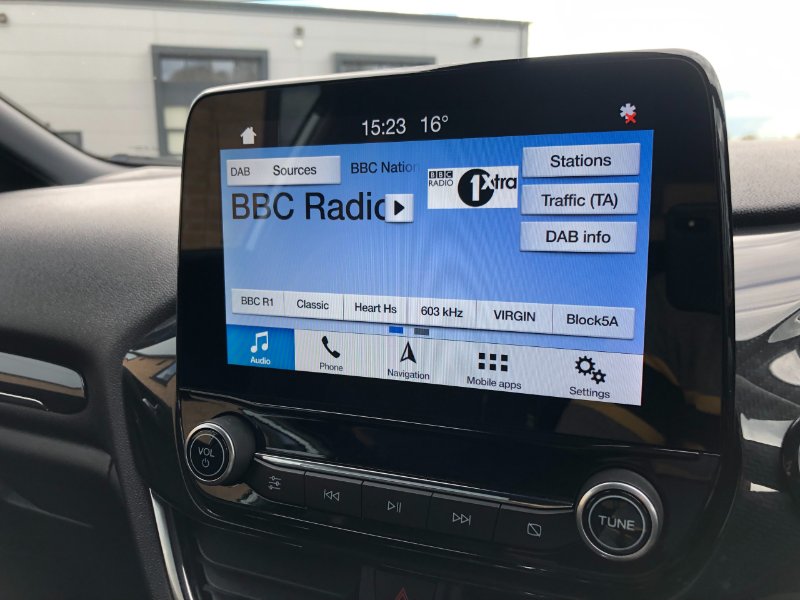 15:23 16°
DAB Sources BBC Nation
BBC RADIO 1Xtra
Stations
BBC Radio
Traffic (TA)
DAB info
BBC R1 Classic Heart Hs 603 kHz VIRGIN Block5A
Audio Phone Navigation Mobile apps Settings
VOL
TUNE